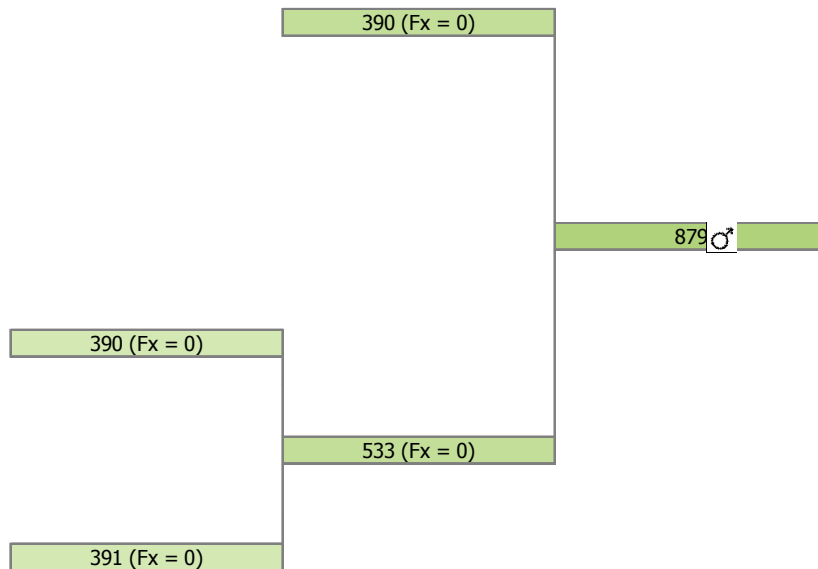 390 (Fx = 0)
879
390 (Fx = 0)
533 (Fx = 0)
391 (Fx = 0)